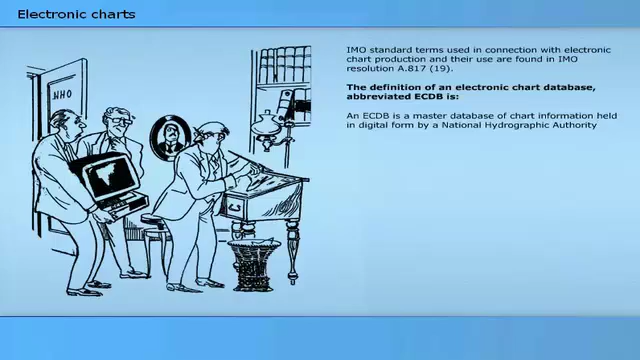 Electronic charts
IMO standard terms used in connection with electronic
chart production and their use are found in IMO
resolution A.817 (19).
The definition of an electronic chart database,
abbreviated ECDB is:
An ECDB is a master database of chart information held
in digital form by a National Hydrographic Authority